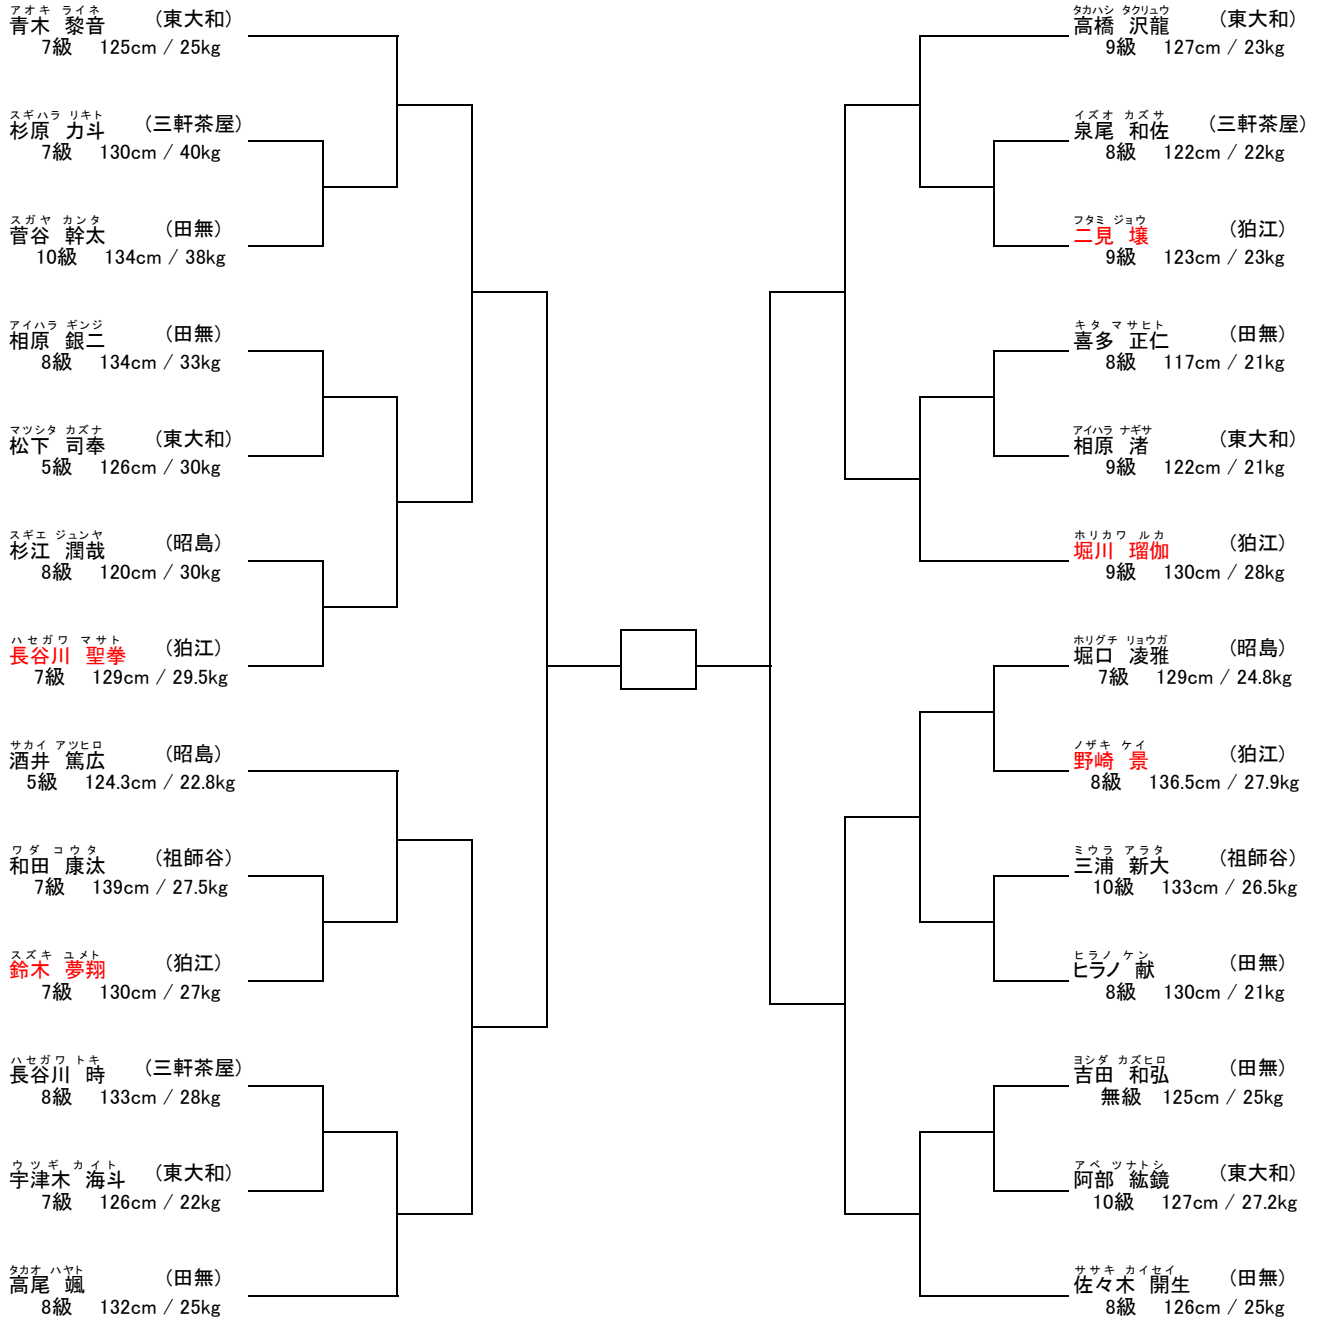 アオキ ライネ
青木 黎音 (東大和)
7級 125cm / 25kg
スギハラ リキト
杉原 力斗 (三軒茶屋)
7級 130cm / 40kg
スガヤ カンタ
菅谷 幹太 (田無)
10級 134cm / 38kg
アイハラ ギンジ
相原 銀二 (田無)
8級 134cm / 33kg
マツシタ カズナ
松下 司奉 (東大和)
5級 126cm / 30kg
スギエ ジュンヤ
杉江 潤哉 (昭島)
8級 120cm / 30kg
ハセガワ マサト
長谷川 聖拳 (狛江)
7級 129cm / 29.5kg
サカイ アツヒロ
酒井 篤広 (昭島)
5級 124.3cm / 22.8kg
ワダ コウタ
和田 康汰 (祖師谷)
7級 139cm / 27.5kg
スズキ ユメト
鈴木 夢翔 (狛江)
7級 130cm / 27kg
ハセガワ トキ
長谷川 時 (三軒茶屋)
8級 133cm / 28kg
ウツギ カイト
宇津木 海斗 (東大和)
7級 126cm / 22kg
タカオ ハヤト
高尾 颯 (田無)
8級 132cm / 25kg
タカハシ タクリュウ
高橋 沢龍 (東大和)
9級 127cm / 23kg
イズオ カズサ
泉尾 和佐 (三軒茶屋)
8級 122cm / 22kg
フタミ ジョウ
二見 壌 (狛江)
9級 123cm / 23kg
キタ マサヒト
喜多 正仁 (田無)
8級 117cm / 21kg
アイハラ ナギサ
相原 渚 (東大和)
9級 122cm / 21kg
ホリカワ ルカ
堀川 瑠伽 (狛江)
9級 130cm / 28kg
ホリグチ リョウガ
堀口 凌雅 (昭島)
7級 129cm / 24.8kg
ノザキ ケイ
野崎 景 (狛江)
8級 136.5cm / 27.9kg
ミウラ アラタ
三浦 新大 (祖師谷)
10級 133cm / 26.5kg
ヒラノ ケン
ヒラノ 献 (田無)
8級 130cm / 21kg
ヨシダ カズヒロ
吉田 和弘 (田無)
無級 125cm / 25kg
アベ ツナトシ
阿部 紘鏡 (東大和)
10級 127cm / 27.2kg
ササキ カイセイ
佐々木 開生 (田無)
8級 126cm / 25kg